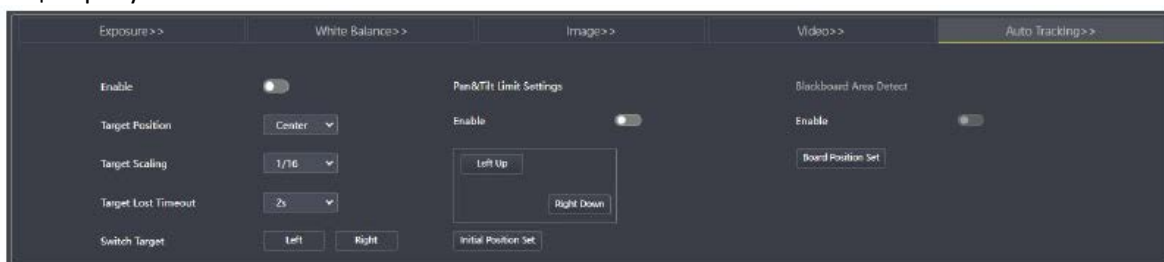 Exposure>> White Balance>> Image>> Video>> Auto Tracking>>
Enable Pan&Tilt Limit Settings Blackboard Area Detect
Target Position Center Enable Enable
Target Scaling 1/16 Left Up Board Position Set
Target Lost Timeout 2s Right Down
Switch Target Left Right Initial Position Set